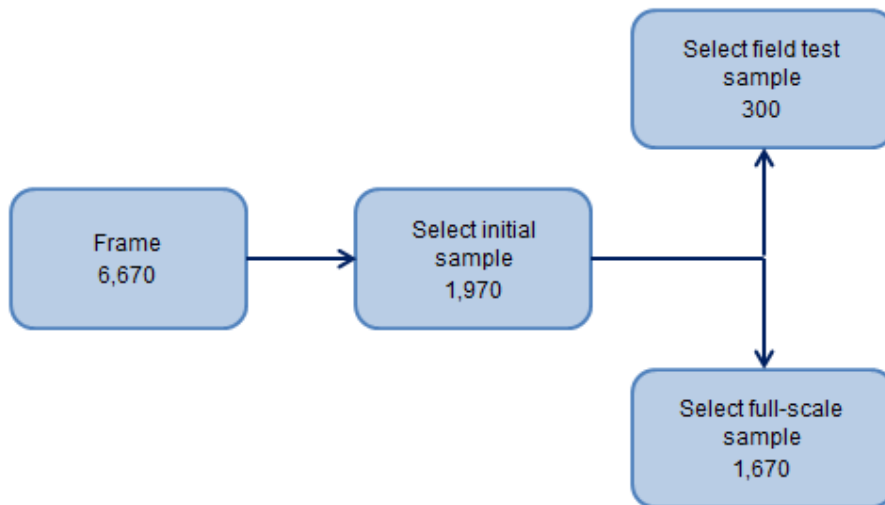 Frame
6,670
Select initial
sample
1,970
Select field test
sample
300
Select full-scale
sample
1,670